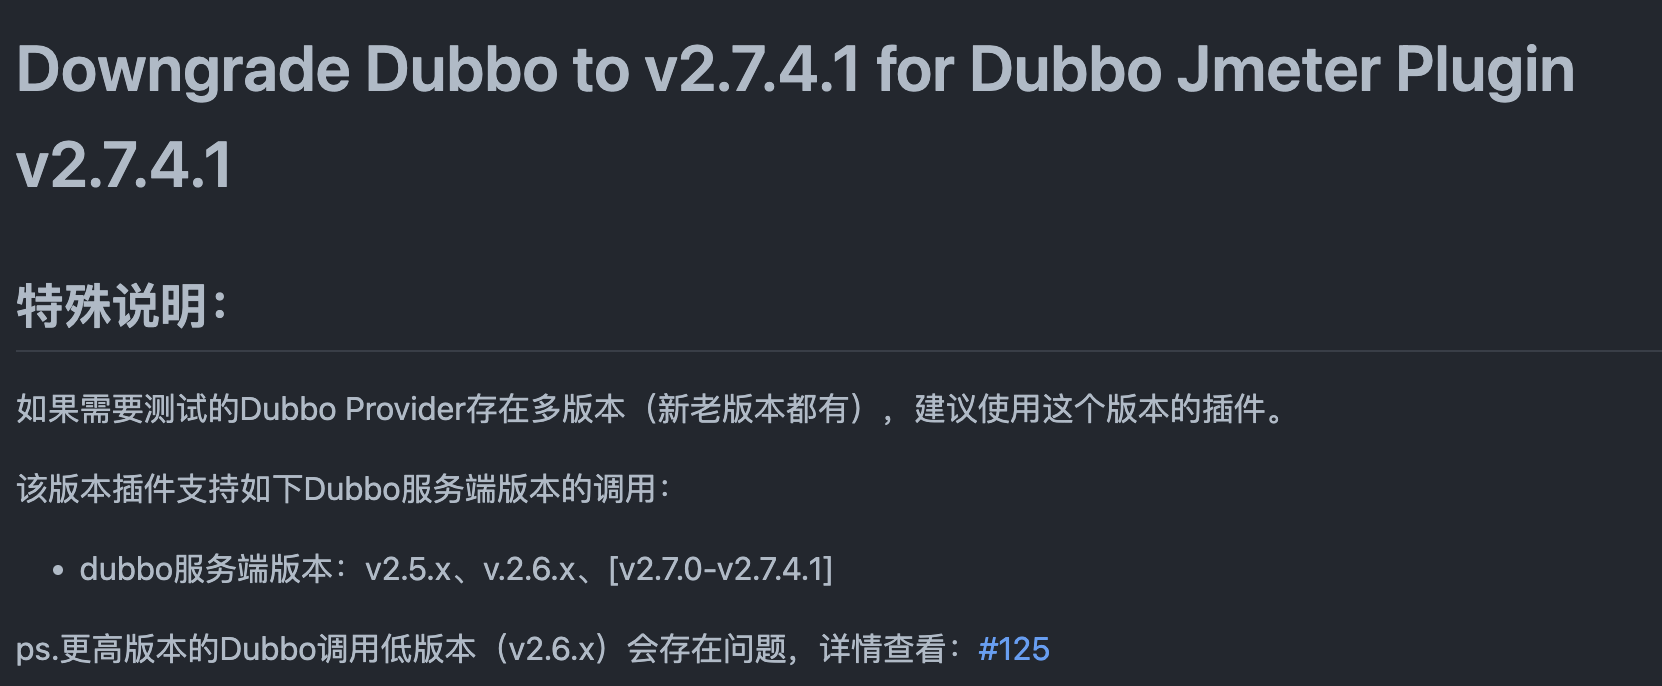 Downgrade Dubbo to v2.7.4.1 for Dubbo Jmeter Plugin
v2.7.4.1
特殊说明：
如果需要测试的Dubbo Provider存在多版本（新老版本都有），建议使用这个版本的插件。
该版本插件支持如下Dubbo服务端版本的调用：
• dubbo服务端版本：v2.5.x、v.2.6.x、[v2.7.0-v2.7.4.1]
ps.更高版本的Dubbo调用低版本（v2.6.x）会存在问题，详情查看：#125